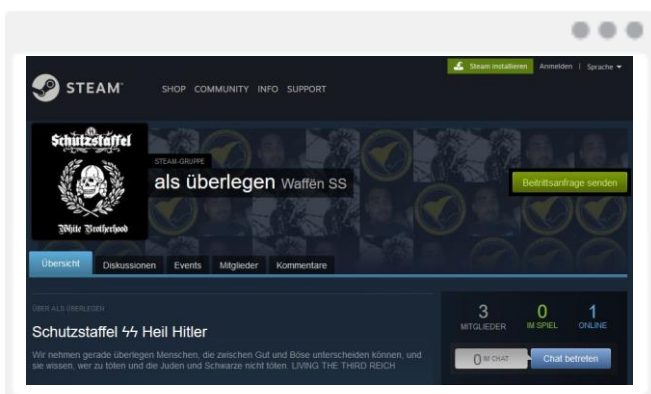 Steam installieren Anmelden | Sprache
STEAM SHOP COMMUNITY INFO SUPPORT
Schutzstaffel
White Brotherhood
STEAM-GRUPPE
als überlegen Waffën SS
Beitrittsanfrage senden
Übersicht Diskussionen Events Mitglieder Kommentare
ÜBER ALS ÜBERLEGEN
Schutzstaffel ϟϟ Heil Hitler
Wir nehmen gerade überlegen Menschen, die zwischen Gut und Böse unterscheiden können, und
sie wissen, wer zu töten und die Juden und Schwarze nicht töten. LIVING THE THIRD REICH
3 0 1
MITGLIEDER IM SPIEL ONLINE
0 IM CHAT Chat betreten